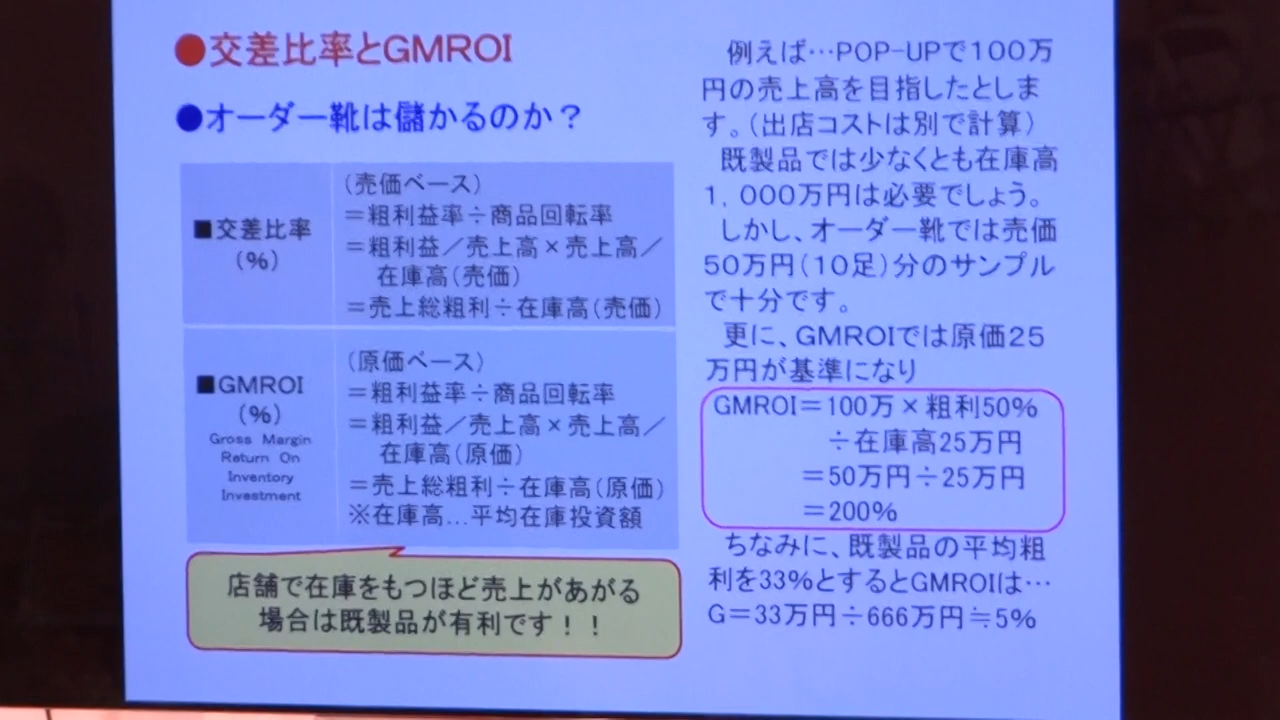 ●交差比率とGMROI
●オーダー靴は儲かるのか？
■交差比率
（%）
（売価ベース）
＝粗利益率÷商品回転率
＝粗利益／売上高×売上高／
在庫高（売価）
＝売上総粗利÷在庫高（売価）
■GMROI
（%）
Gross Margin
Return On
Inventory
Investment
（原価ベース）
＝粗利益率÷商品回転率
＝粗利益／売上高×売上高／
在庫高（原価）
＝売上総粗利÷在庫高（原価）
※在庫高…平均在庫投資額
店舗で在庫をもつほど売上があがる
場合は既製品が有利です！！
例えば…POP-UPで100万
円の売上高を目指したとしま
す。（出店コストは別で計算）
既製品では少なくとも在庫高
1，000万円は必要でしょう。
しかし、オーダー靴では売価
50万円（10足）分のサンプル
で十分です。
更に、GMROIでは原価25
万円が基準になり
GMROI＝100万×粗利50%
÷在庫高25万円
＝50万円÷25万円
＝200%
ちなみに、既製品の平均粗
利を33%とするとGMROIは…
G＝33万円÷666万円≒5%